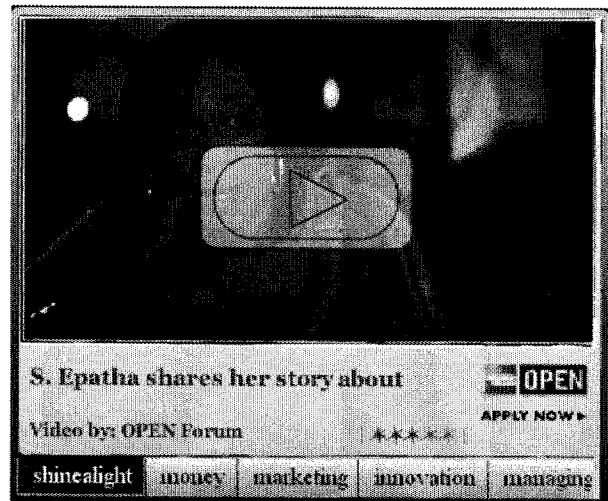 S. Epatha shares her story about
OPEN
APPLY NOW
Video by: OPEN Forum
shinealight money marketing innovation managing